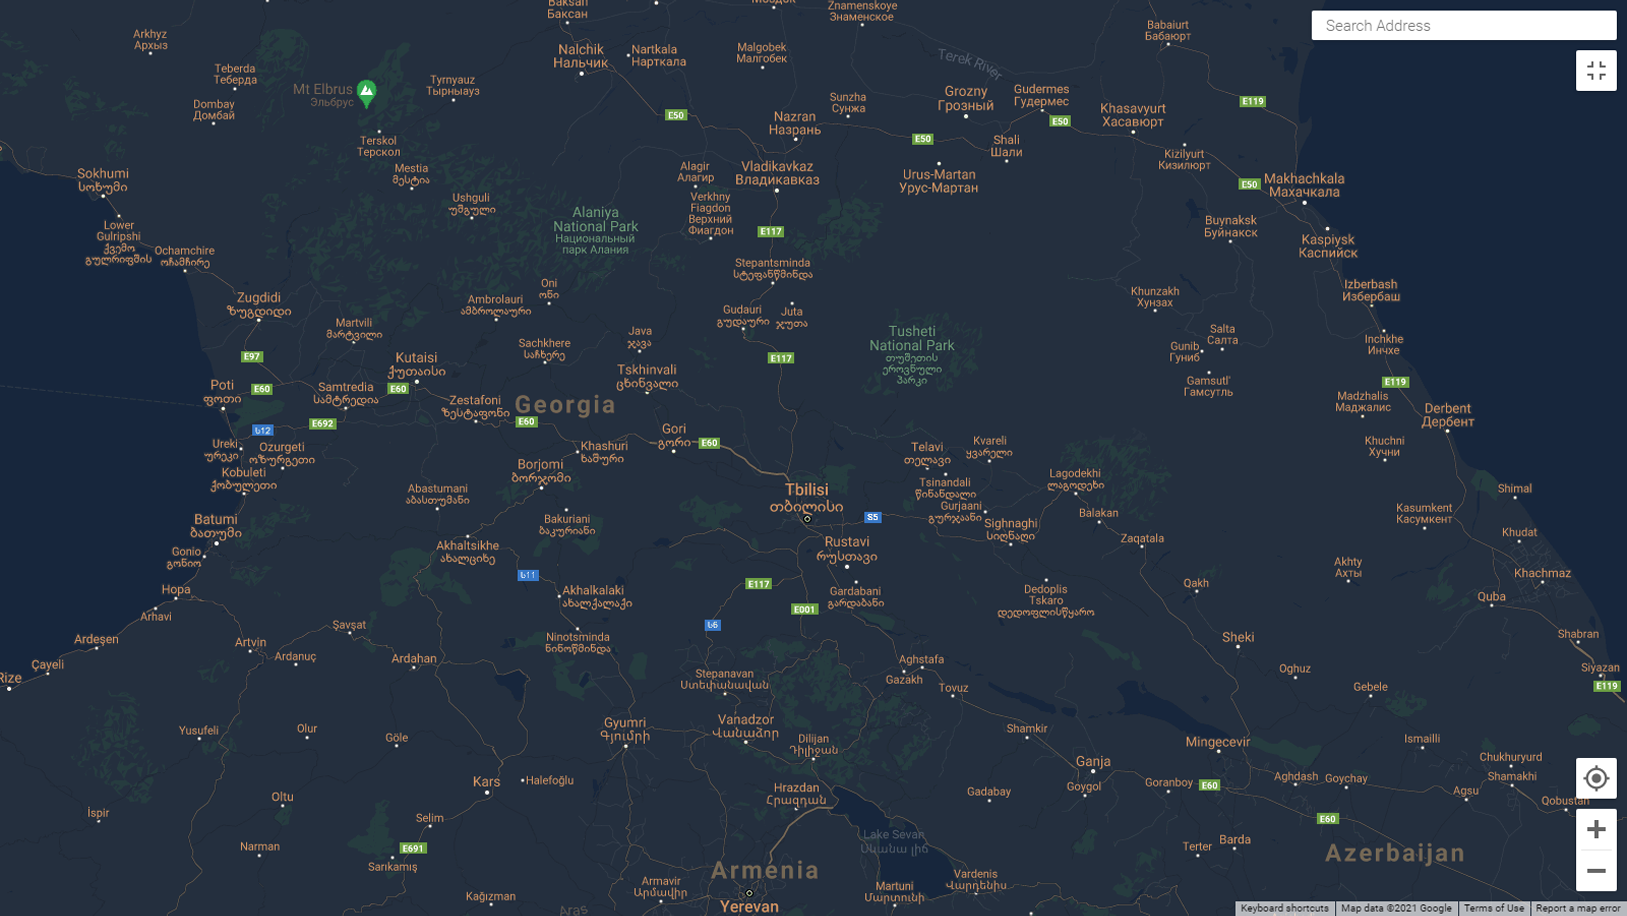 Baksan
Баксан
Моздок
Znamenskoye
Знаменское
Babaiurt
Бабаюрт
Search Address
Arkhyz
Архыз
Nalchik
Нальчик
Nartkala
Нарткала
Malgobek
Малгобек
Terek River
Teberda
Теберда
Mt Elbrus
Эльбрус
Tyrnyauz
Тырныауз
Dombay
Домбай
Sunzha
Сунжа
Grozny
Грозный
Gudermes
Гудермес
E119
Khasavyurt
Хасавюрт
E50
Nazran
Назрань
E50
E50
Shali
Шали
Terskol
Терскол
Kizilyurt
Кизилюрт
Sokhumi
სოხუმი
Mestia
მესტია
Alagir
Алагир
Vladikavkaz
Владикавказ
Urus-Martan
Урус-Мартан
E50
Makhachkala
Махачкала
Ushguli
უშგული
Verkhny
Fiagdon
Верхний
Фиагдон
Alaniya
National Park
Национальный
парк Алания
E117
Buynaksk
Буйнакск
Kaspiysk
Каспийск
Lower
Gulripshi
ქვემო
გულრიფში
Ochamchire
ოჩამჩირე
Stepantsminda
სტეფანწმინდა
Izberbash
Избербаш
Zugdidi
ზუგდიდი
Ambrolauri
ამბროლაური
Oni
ონი
Gudauri
გუდაური
Juta
ჯუთა
Khunzakh
Хунзах
Martvili
მარტვილი
Sachkhere
საჩხერე
Java
ჯავა
Tusheti
National Park
თუშეთის
ეროვნული
პარკი
Salta
Салта
Gunib
Гуниб
Inchkhe
Инчхе
E97
Kutaisi
ქუთაისი
E117
Tskhinvali
ცხინვალი
Gamsutl'
Гамсутль
E119
Poti
ფოთი
E60
Samtredia
სამტრედია
E60
Zestafoni
ზესტაფონი
Georgia
E60
Madzhalis
Маджалис
Derbent
Дербент
ს12
E692
Gori
გორი
E60
Ureki
ურეკი
Ozurgeti
ოზურგეთი
Khashuri
ხაშური
Telavi
თელავი
Kvareli
ყვარელი
Khuchni
Хучни
Kobuleti
ქობულეთი
Borjomi
ბორჯომი
Lagodekhi
ლაგოდეხი
Abastumani
აბასთუმანი
Tbilisi
თბილისი
Tsinandali
წინანდალი
Gurjaani
გურჯაანი
Shimal
Batumi
ბათუმი
Bakuriani
ბაკურიანი
S5
Sighnaghi
სიღნაღი
Balakan
Kasumkent
Касумкент
Khudat
Gonio
გონიო
Akhaltsikhe
ახალციხე
Rustavi
რუსთავი
Zaqatala
Akhty
Ахты
Khachmaz
Hopa
ს11
Akhalkalaki
ახალქალაქი
E117
Gardabani
გარდაბანი
Dedoplis
Tskaro
დედოფლისწყარო
Qakh
Quba
Arhavi
E001
ს6
Ardeşen
Şavşat
Artvin
Ninotsminda
ნინოწმინდა
Sheki
Shabran
Çayeli
Ardanuç
Ardahan
Aghstafa
Gazakh
Oghuz
Siyazan
Rize
Stepanavan
Ստեփանավան
Tovuz
Gebele
E119
Yusufeli
Olur
Göle
Gyumri
Գյումրի
Vanadzor
Վանաձոր
Dilijan
Դիլիջան
Shamkir
Mingecevir
Ismailli
Kars
Halefoğlu
Ganja
Chukhuryurd
Goranboy
E60
Aghdash
Goychay
Shamakhi
Oltu
Hrazdan
Հրազդան
Gadabay
Goygol
Agsu
Qobustan
İspir
Selim
E60
Lake Sevan
Սևանա լիճ
Narman
E691
Sarıkamış
Terter
Barda
Azerbaijan
Armenia
Vardenis
Վարդենիս
Armavir
Արմավիր
Martuni
Մարտունի
Kağızman
Yerevan
Aras
Keyboard shortcuts
Map data ©2021 Google
Terms of Use
Report a map error